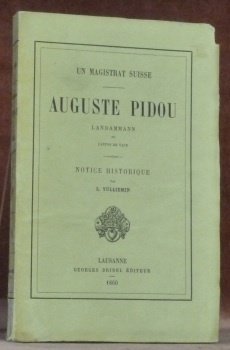 UN MAGISTRAT SUISSE
AUGUSTE PIDOU
LANDAMMANN
DU
CANTON DE VAUD
NOTICE HISTORIQUE
PAR
L. VULLIEMIN
LAUSANNE
GEORGES BRIDEL ÉDITEUR
1860